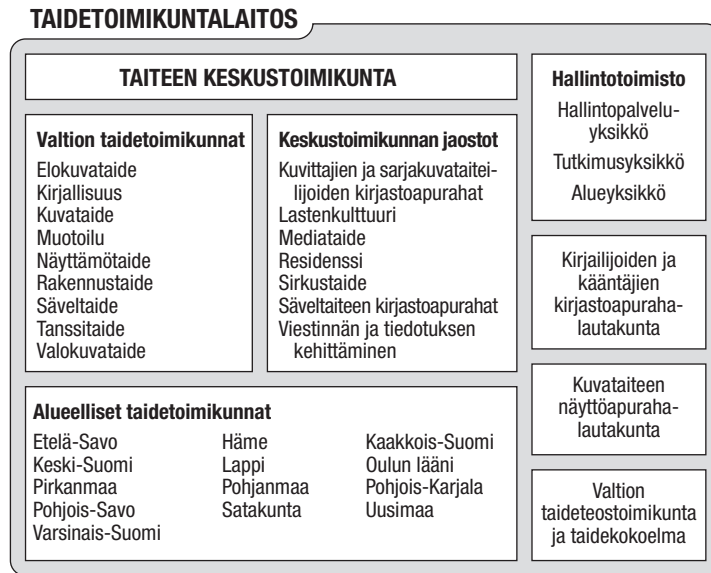 TAIDETOIMIKUNTALAITOS
TAITEEN KESKUSTOIMIKUNTA
Valtion taidetoimikunnat
Elokuvataide
Kirjallisuus
Kuvataide
Muotoilu
Näyttämötaide
Rakennustaide
Säveltaide
Tanssitaide
Valokuvataide
Keskustoimikunnan jaostot
Kuvittajien ja sarjakuvataitei-
lijoiden kirjastoapurahat
Lastenkulttuuri
Mediataide
Residenssi
Sirkustaide
Säveltaiteen kirjastoapurahat
Viestinnän ja tiedotuksen
kehittäminen
Alueelliset taidetoimikunnat
Etelä-Savo
Keski-Suomi
Pirkanmaa
Pohjois-Savo
Varsinais-Suomi
Häme
Lappi
Pohjanmaa
Satakunta
Kaakkois-Suomi
Oulun lääni
Pohjois-Karjala
Uusimaa
Hallintotoimisto
Hallintopalvelu-
yksikkö
Tutkimusyksikkö
Alueyksikkö
Kirjailijoiden ja
kääntäjien
kirjastoapuraha-
lautakunta
Kuvataiteen
näyttöapuraha-
lautakunta
Valtion
taideteostoimikunta
ja taidekokoelma